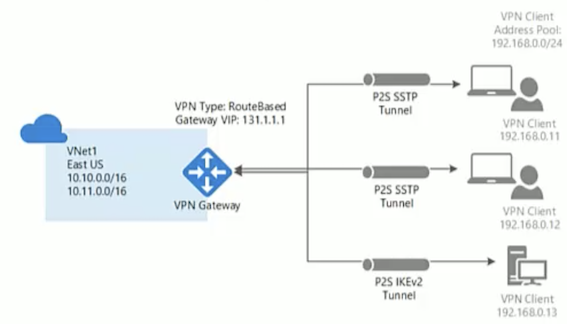 VPN Client
Address Pool:
192.168.0.0/24
P2S SSTP
Tunnel
VPN Client
192.168.0.11
VPN Type: RouteBased
Gateway VIP: 131.1.1.1
VNet1
East US
10.10.0.0/16
10.11.0.0/16
VPN Gateway
P2S SSTP
Tunnel
VPN Client
192.168.0.12
P2S IKEv2
Tunnel
VPN Client
192.168.0.13